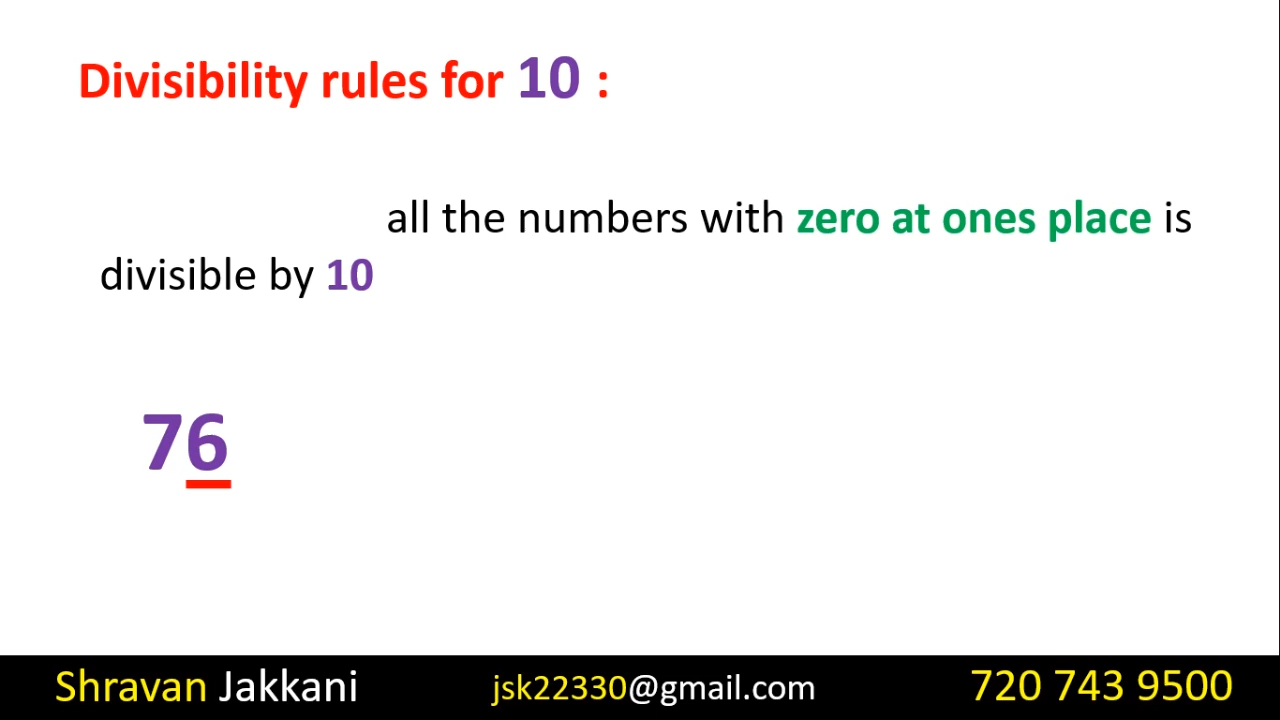 Divisibility rules for 10 :
all the numbers with zero at ones place is
divisible by 10
76
Shravan Jakkani jsk22330@gmail.com 720 743 9500